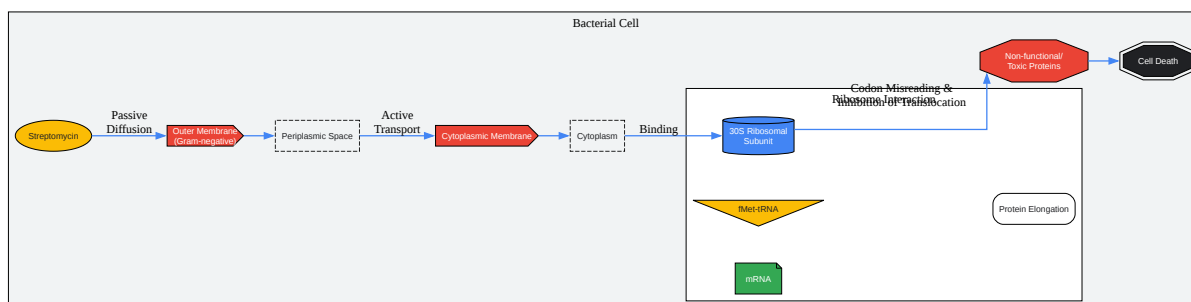 Bacterial Cell
Streptomycin
Passive
Diffusion
Outer Membrane
(Gram-negative)
Periplasmic Space
Active
Transport
Cytoplasmic Membrane
Cytoplasm
Binding
Ribosome Interaction
30S Ribosomal
Subunit
Codon Misreading &
Inhibition of Translocation
Non-functional/
Toxic Proteins
Cell Death
fMet-tRNA
Protein Elongation
mRNA